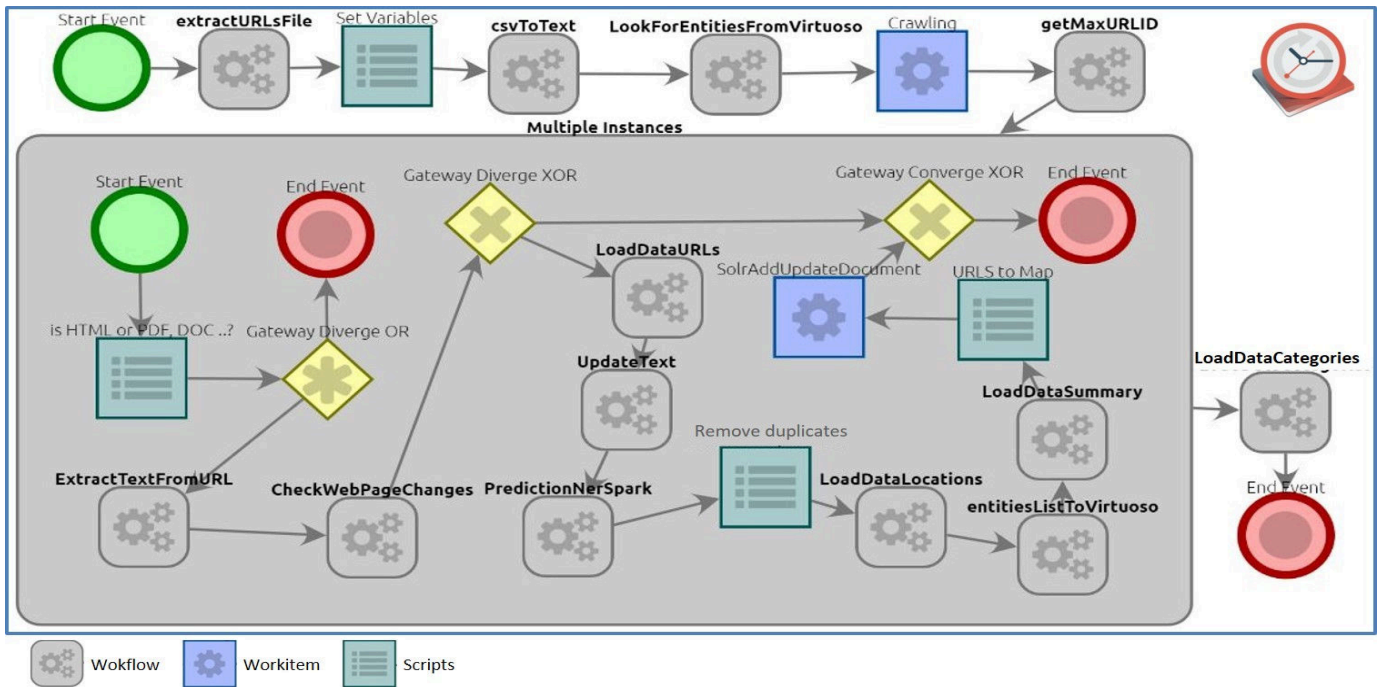 Start Event
extractURLsFile
Set Variables
csvToText
LookForEntitiesFromVirtuoso
Crawling
getMaxURLID
Multiple Instances
Start Event
End Event
Gateway Diverge XOR
Gateway Converge XOR
End Event
LoadDataURLs
SolrAddUpdateDocument
URLS to Map
is HTML or PDF, DOC ..?
Gateway Diverge OR
UpdateText
LoadDataCategories
LoadDataSummary
Remove duplicates
ExtractTextFromURL
CheckWebPageChanges
PredictionNerSpark
LoadDataLocations
entitiesListToVirtuoso
End Event
Wokflow
Workitem
Scripts